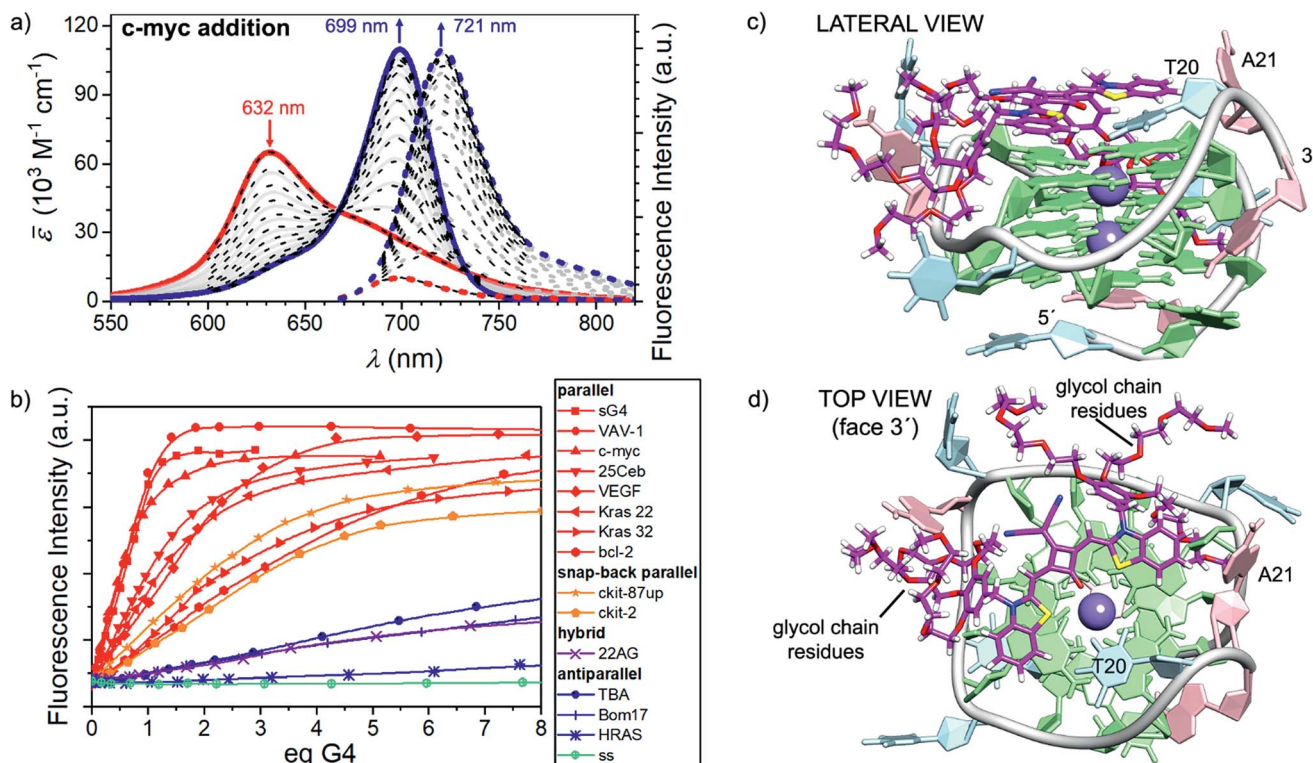 a)
c-myc addition
699 nm
721 nm
632 nm
120
90
60
30
0
ε̅ (10³ M⁻¹ cm⁻¹)
Fluorescence Intensity (a.u.)
550 600 650 700 750 800
λ (nm)
b)
Fluorescence Intensity (a.u.)
0 1 2 3 4 5 6 7 8
eq G4
parallel
sG4
VAV-1
c-myc
25Ceb
VEGF
Kras 22
Kras 32
bcl-2
snap-back parallel
ckit-87up
ckit-2
hybrid
22AG
antiparallel
TBA
Bom17
HRAS
ss
c)
LATERAL VIEW
T20
A21
3
5´
d)
TOP VIEW
(face 3´)
glycol chain
residues
A21
glycol chain
residues
T20